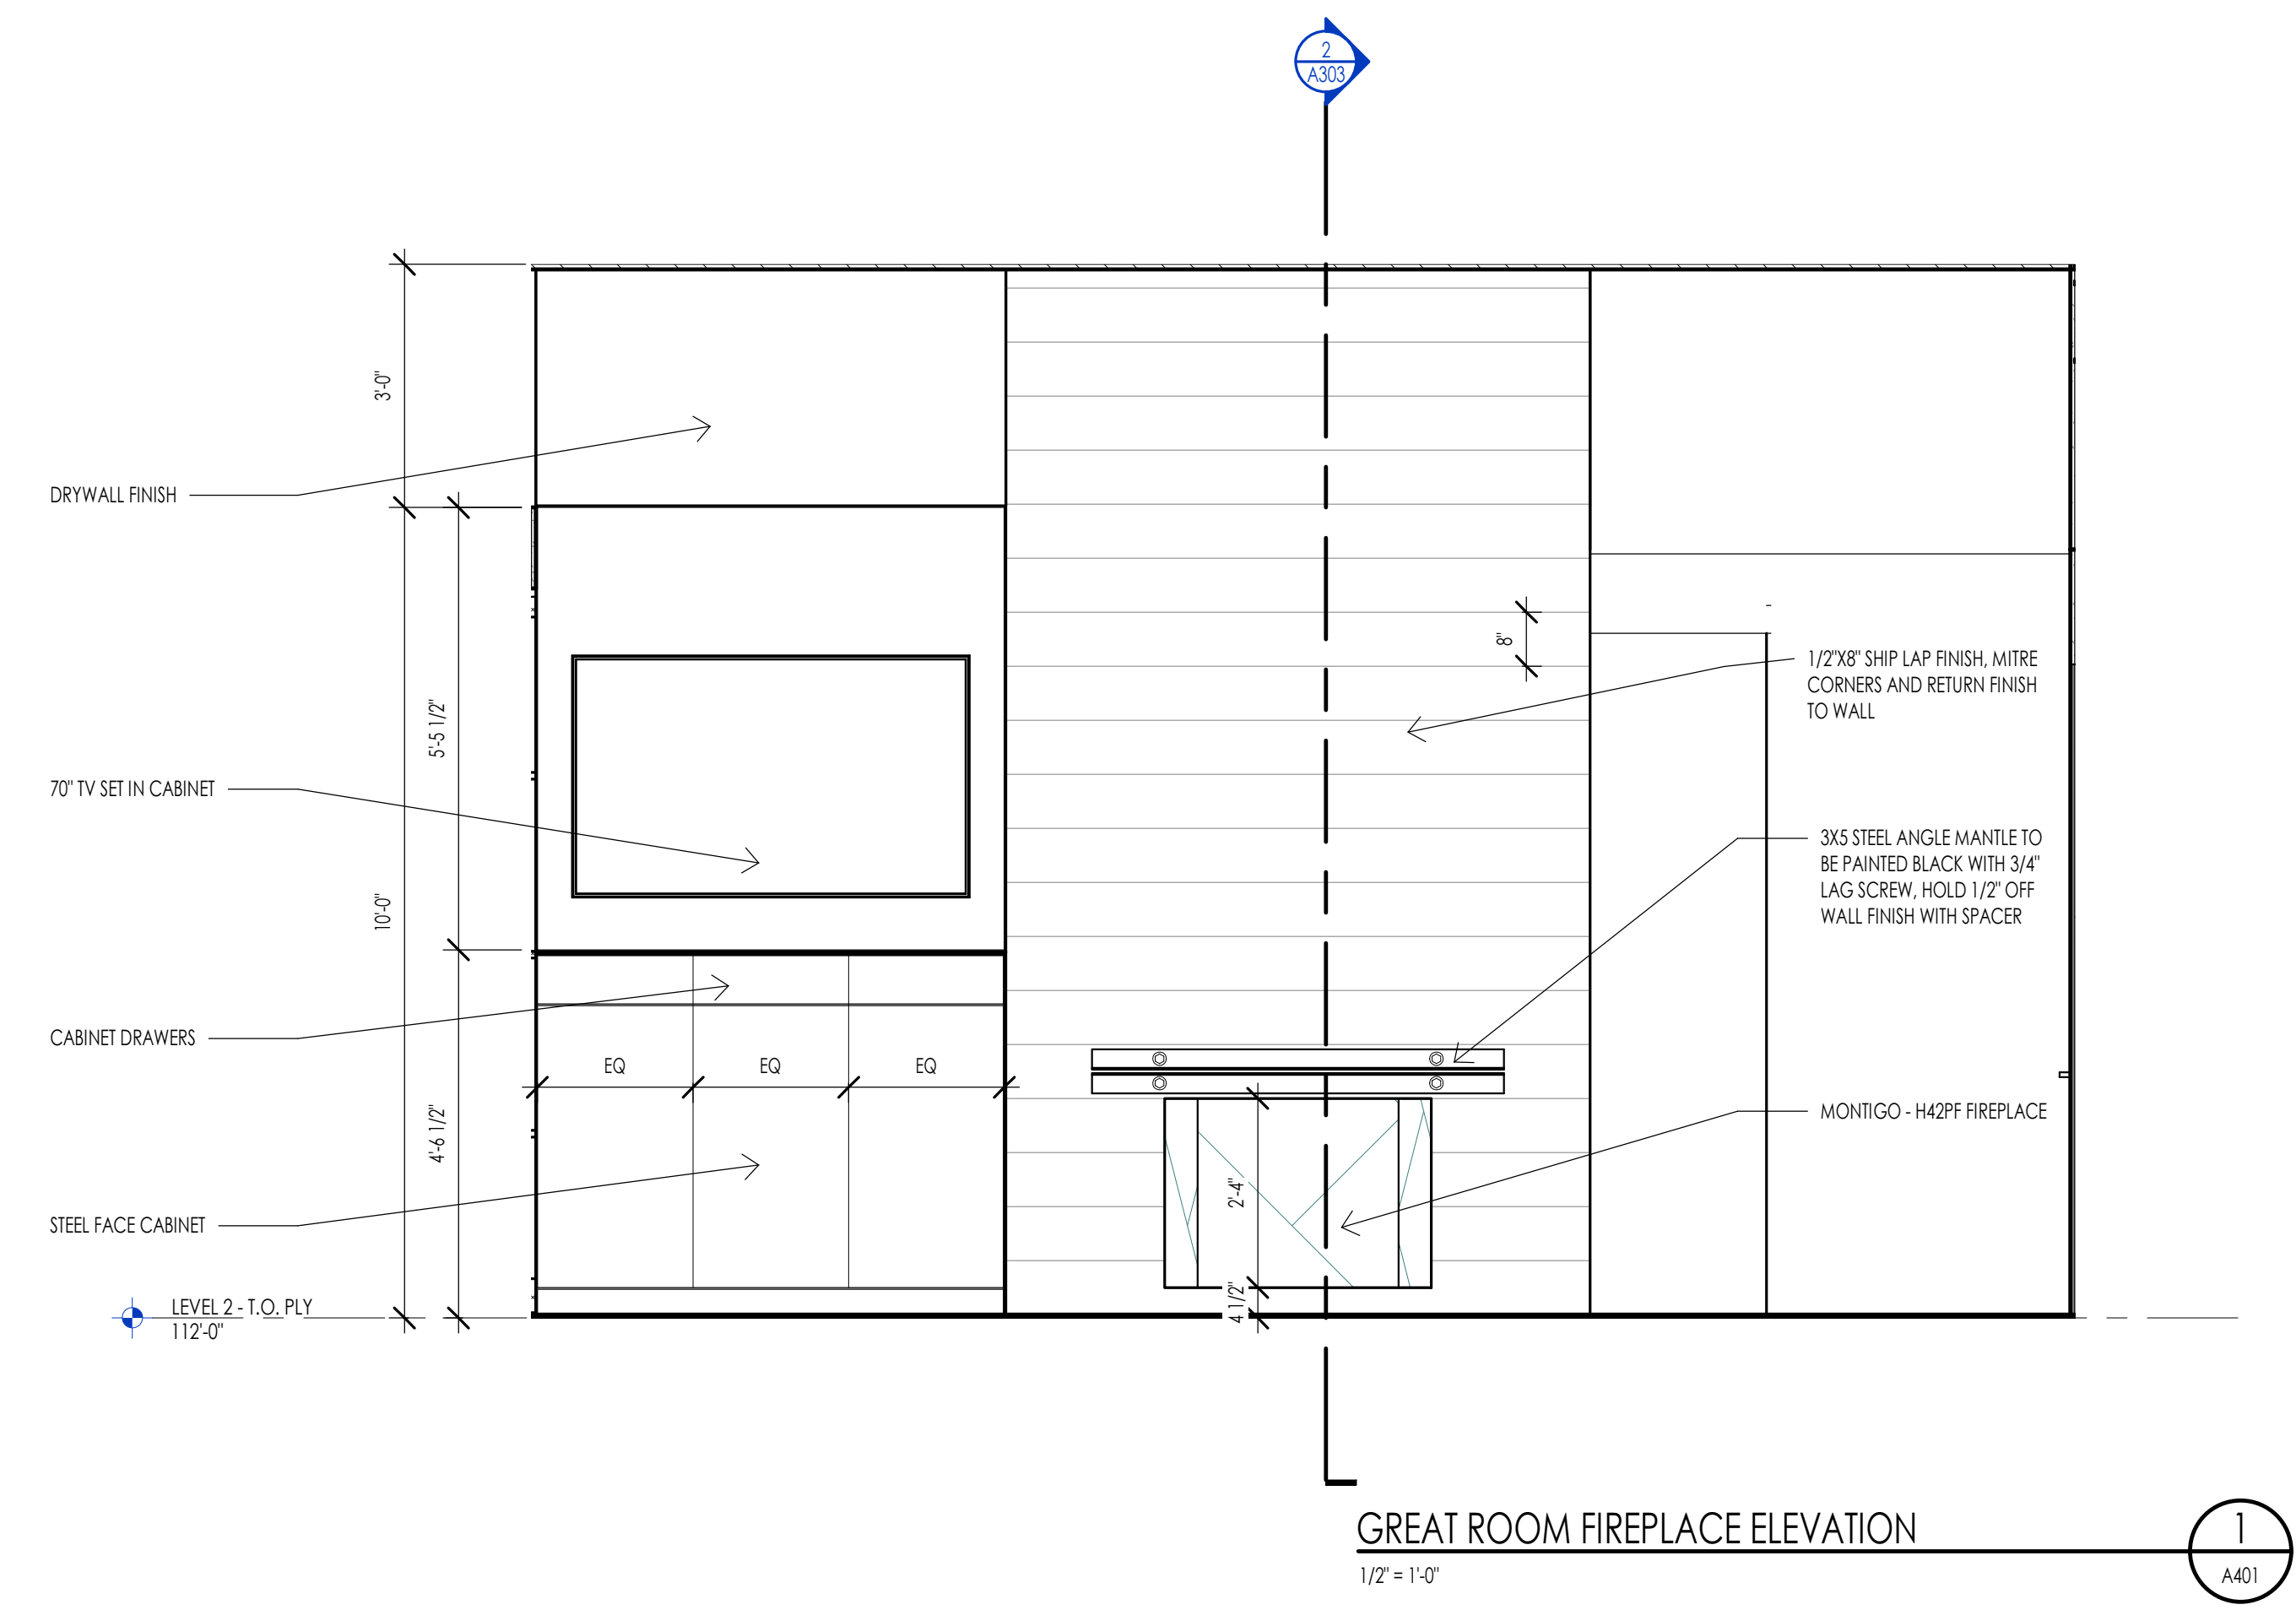 2
A303
3'-0"
DRYWALL FINISH
8"
1/2"X8" SHIP LAP FINISH, MITRE
CORNERS AND RETURN FINISH
TO WALL
5'-5 1/2"
70" TV SET IN CABINET
3X5 STEEL ANGLE MANTLE TO
BE PAINTED BLACK WITH 3/4"
LAG SCREW, HOLD 1/2" OFF
WALL FINISH WITH SPACER
10'-0"
CABINET DRAWERS
EQ EQ EQ
4'-6 1/2"
MONTIGO - H42PF FIREPLACE
2'-4"
STEEL FACE CABINET
4 1/2"
LEVEL 2 - T.O. PLY
112'-0"
GREAT ROOM FIREPLACE ELEVATION
1/2" = 1'-0"
1
A401